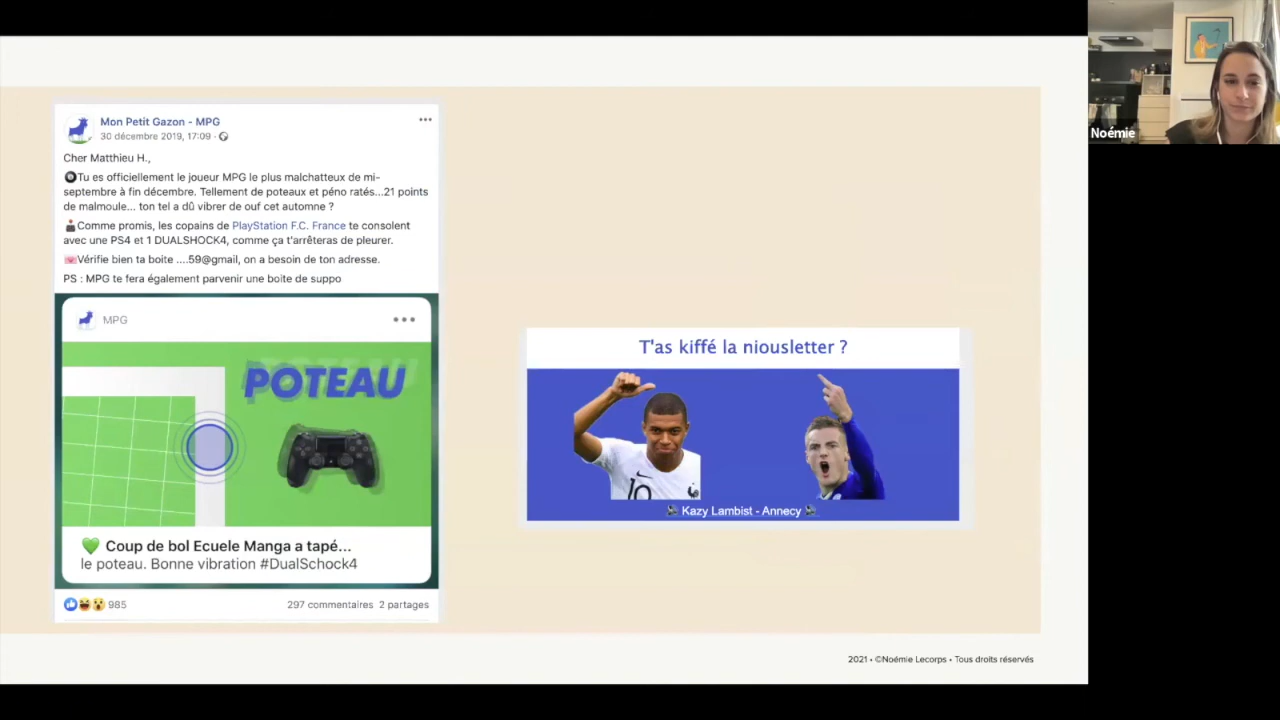 Mon Petit Gazon - MPG
30 décembre 2019, 17:09 ·
Cher Matthieu H.,
Tu es officiellement le joueur MPG le plus malchatteux de mi-
septembre à fin décembre. Tellement de poteaux et péno ratés...21 points
de malmoule... ton tel a dû vibrer de ouf cet automne ?
Comme promis, les copains de PlayStation F.C. France te consolent
avec une PS4 et 1 DUALSHOCK4, comme ça t'arrêteras de pleurer.
Vérifie bien ta boite ....59@gmail, on a besoin de ton adresse.
PS : MPG te fera également parvenir une boite de suppo
MPG
POTEAU
💚 Coup de bol Ecuele Manga a tapé...
le poteau. Bonne vibration #DualSchock4
985
297 commentaires 2 partages
T'as kiffé la niousletter ?
10
Kazy Lambist - Annecy
2021 • ©Noémie Lecorps • Tous droits réservés
Noémie